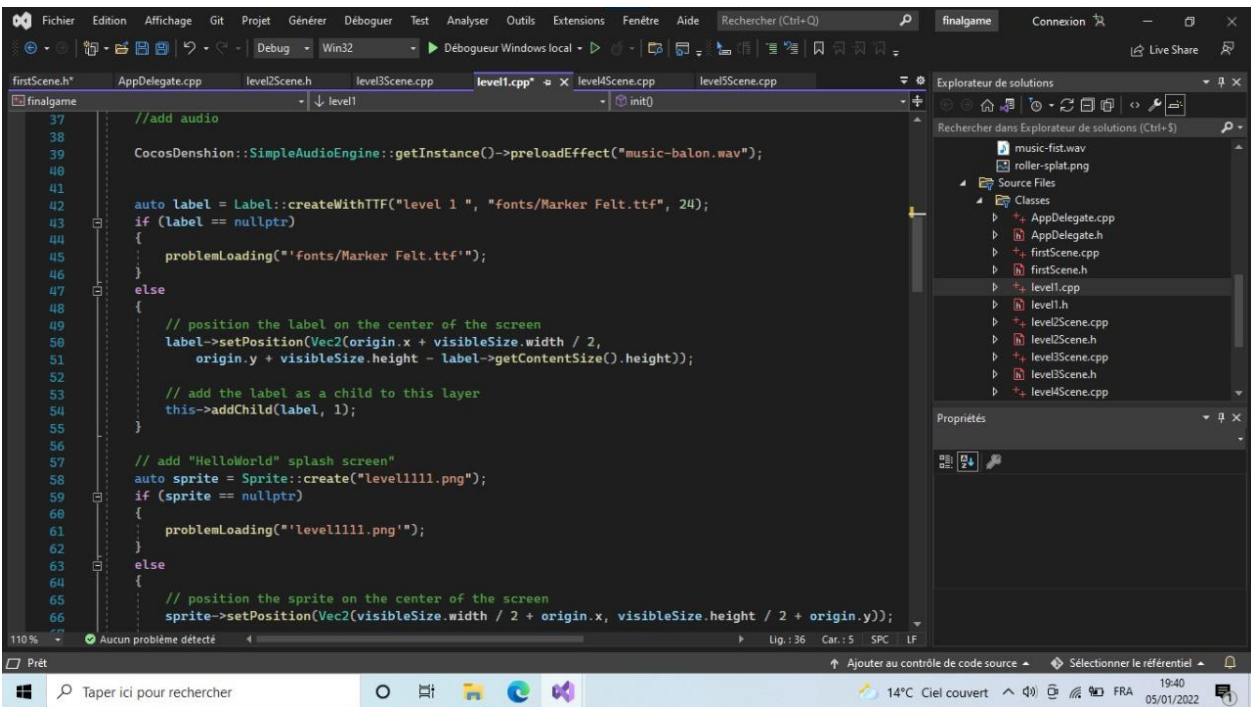 Fichier Edition Affichage Git Projet Générer Déboguer Test Analyser Outils Extensions Fenêtre Aide Rechercher (Ctrl+Q) finalgame Connexion
Debug Win32 Débogueur Windows local Live Share
firstScene.h* AppDelegate.cpp level2Scene.h level3Scene.cpp level1.cpp* level4Scene.cpp level5Scene.cpp
finalgame level1 init()
37 //add audio
38
39 CocosDenshion::SimpleAudioEngine::getInstance()->preloadEffect("music-balon.wav");
40
41
42 auto label = Label::createWithTTF("level 1 ", "fonts/Marker Felt.ttf", 24);
43 if (label == nullptr)
44 {
45 problemLoading("'fonts/Marker Felt.ttf'");
46 }
47 else
48 {
49 // position the label on the center of the screen
50 label->setPosition(Vec2(origin.x + visibleSize.width / 2,
51 origin.y + visibleSize.height - label->getContentSize().height));
52
53 // add the label as a child to this layer
54 this->addChild(label, 1);
55 }
56
57 // add "HelloWorld" splash screen"
58 auto sprite = Sprite::create("level1111.png");
59 if (sprite == nullptr)
60 {
61 problemLoading("'level1111.png'");
62 }
63 else
64 {
65 // position the sprite on the center of the screen
66 sprite->setPosition(Vec2(visibleSize.width / 2 + origin.x, visibleSize.height / 2 + origin.y));
110 % Aucun problème détecté Lig. : 36 Car. : 5 SPC LF
Explorateur de solutions
Rechercher dans Explorateur de solutions (Ctrl+$)
music-fist.wav
roller-splat.png
Source Files
Classes
AppDelegate.cpp
AppDelegate.h
firstScene.cpp
firstScene.h
level1.cpp
level1.h
level2Scene.cpp
level2Scene.h
level3Scene.cpp
level3Scene.h
level4Scene.cpp
Propriétés
Prêt Ajouter au contrôle de code source Sélectionner le référentiel
Taper ici pour rechercher 14°C Ciel couvert FRA 19:40
05/01/2022